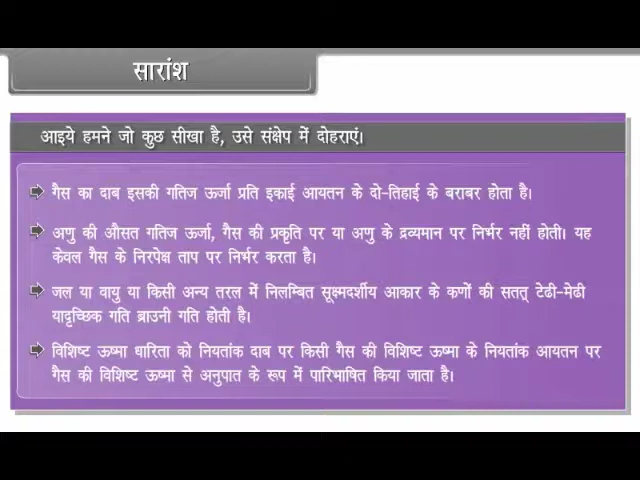 सारांश
आइये हमने जो कुछ सीखा है, उसे संक्षेप में दोहराएं।
गैस का दाब इसकी गतिज ऊर्जा प्रति इकाई आयतन के दो-तिहाई के बराबर होता है।
अणु की औसत गतिज ऊर्जा, गैस की प्रकृति पर या अणु के द्रव्यमान पर निर्भर नहीं होती। यह
केवल गैस के निरपेक्ष ताप पर निर्भर करता है।
जल या वायु या किसी अन्य तरल में निलम्बित सूक्ष्मदर्शीय आकार के कणों की सतत् टेढी-मेढी
यादृच्छिक गति ब्राउनी गति होती है।
विशिष्ट ऊष्मा धारिता को नियतांक दाब पर किसी गैस की विशिष्ट ऊष्मा के नियतांक आयतन पर
गैस की विशिष्ट ऊष्मा से अनुपात के रूप में पारिभाषित किया जाता है।